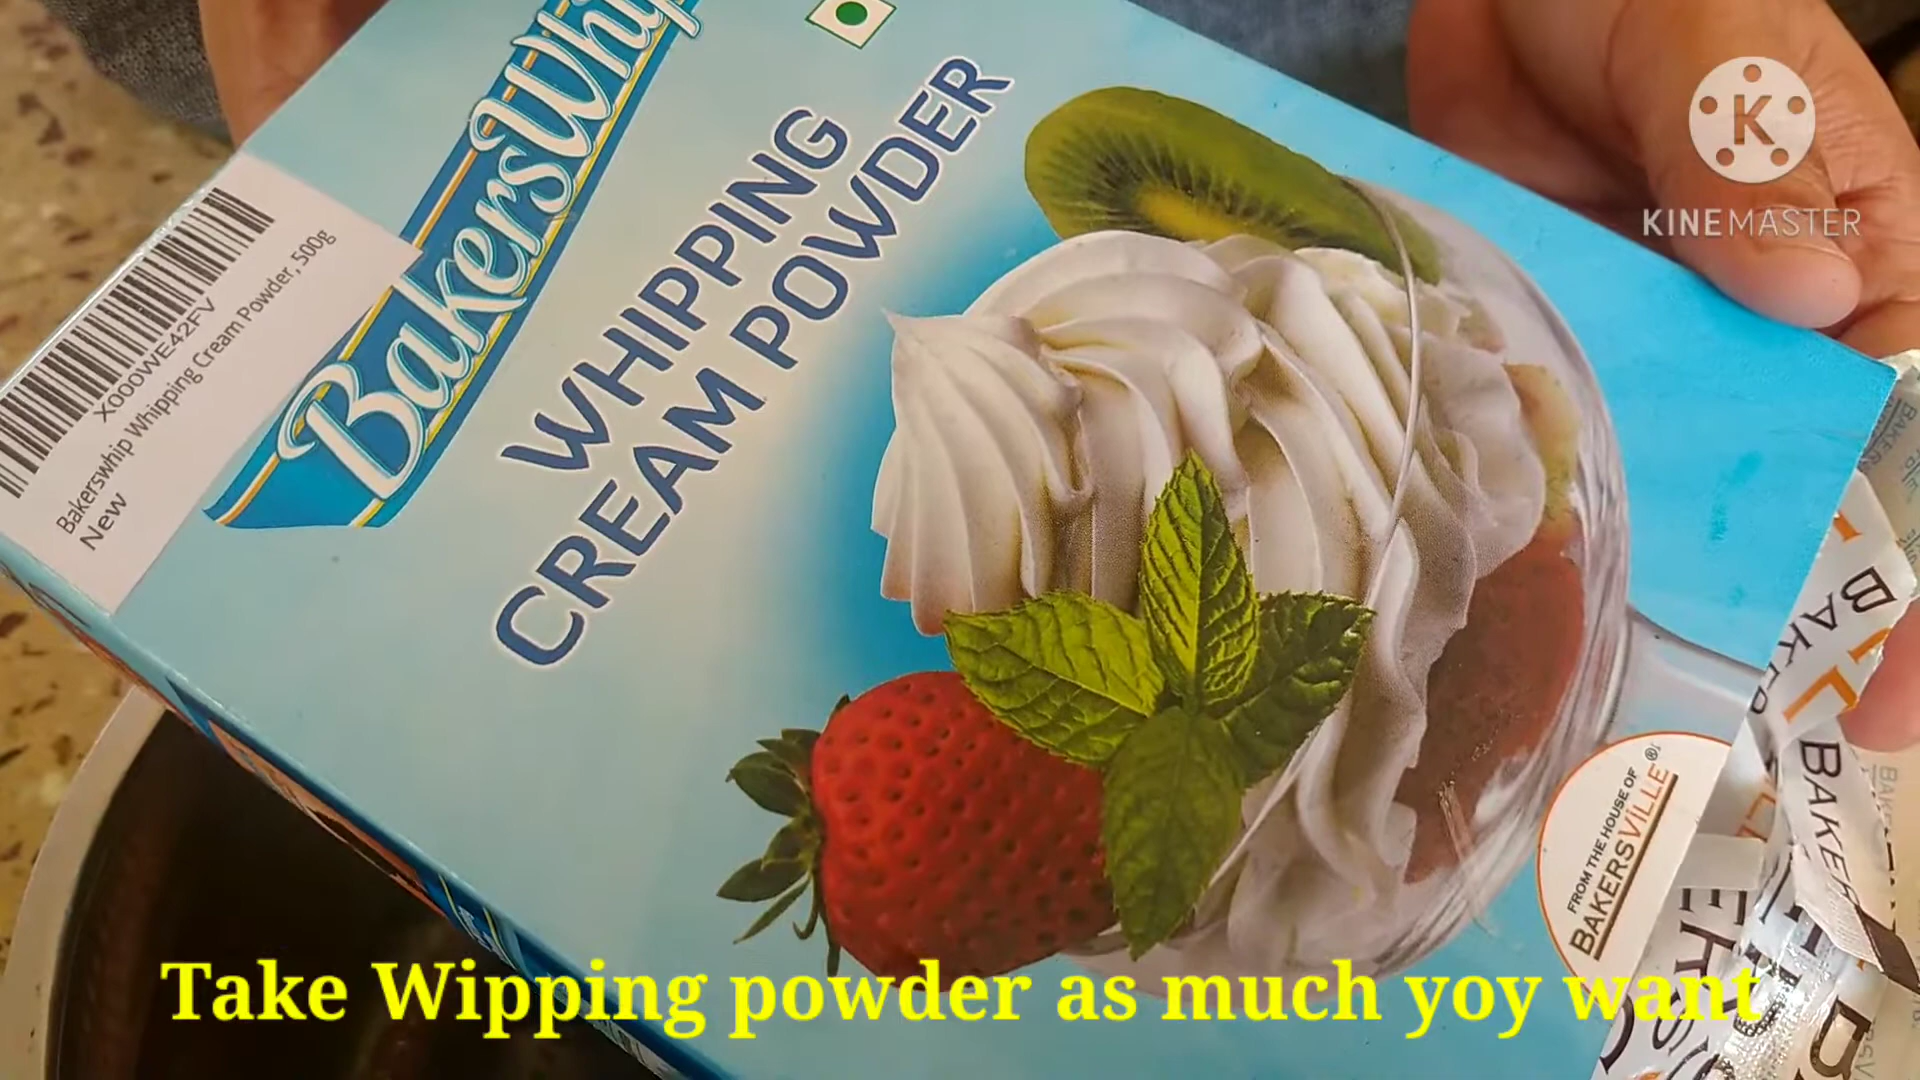 BakersWhip
WHIPPING
CREAM POWDER
X000WE42FV
Bakerswhip Whipping Cream Powder, 500g
New
K
KINEMASTER
FROM THE HOUSE OF
BAKERSVILLE®
BAKER
Take Wipping powder as much yoy want